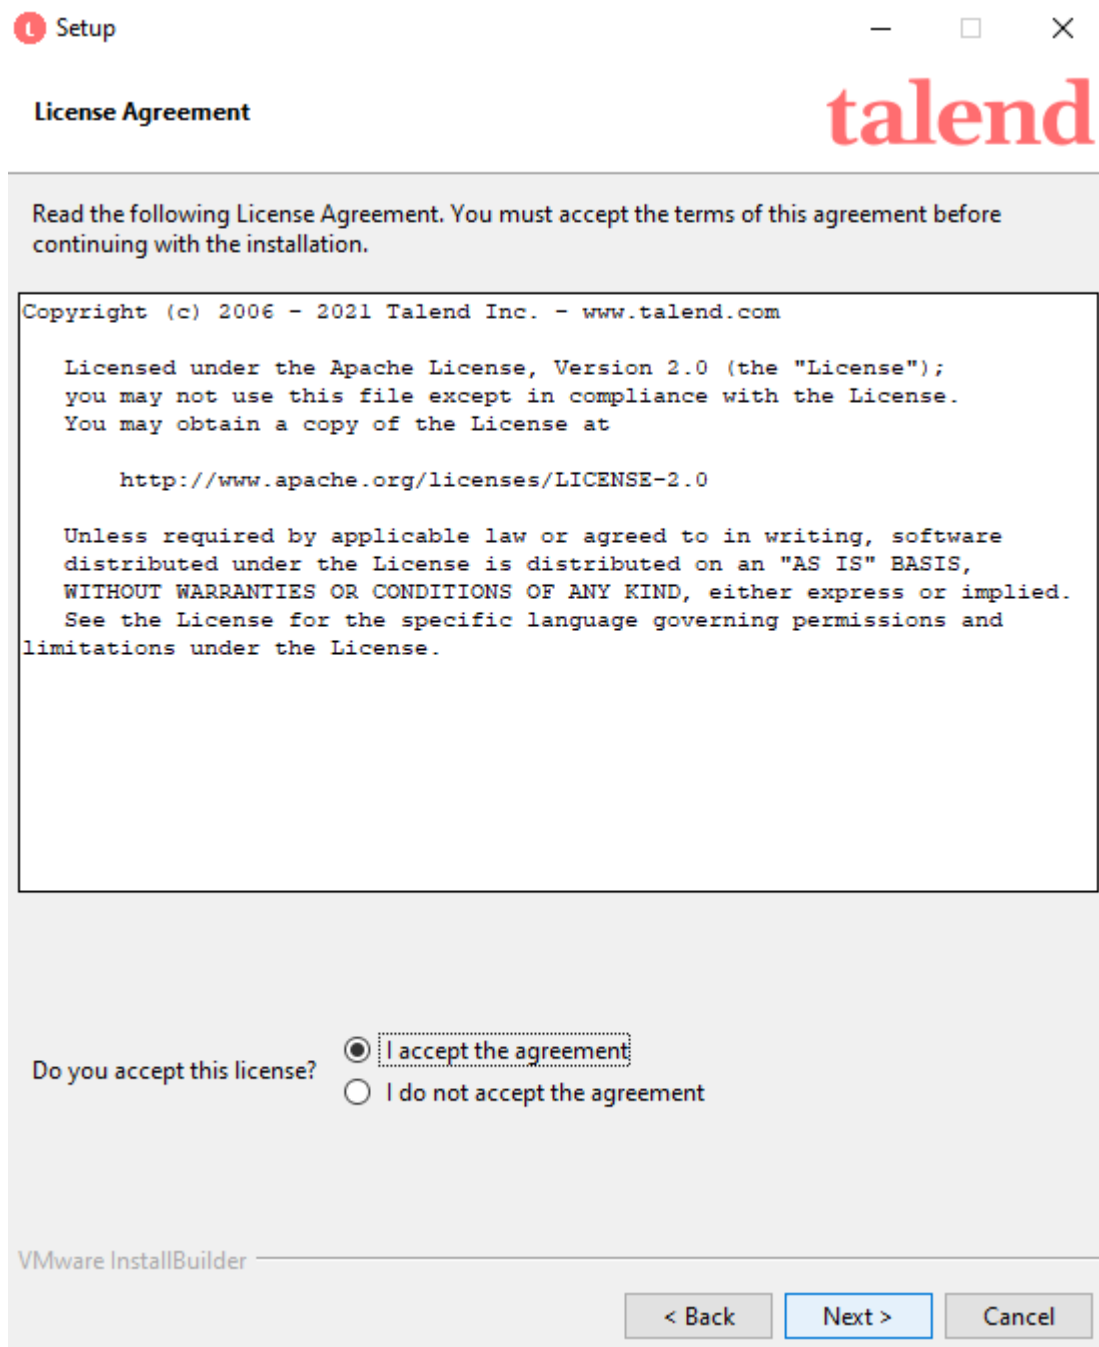 Setup
License Agreement
talend
Read the following License Agreement. You must accept the terms of this agreement before
continuing with the installation.
Copyright (c) 2006 - 2021 Talend Inc. - www.talend.com
Licensed under the Apache License, Version 2.0 (the "License");
you may not use this file except in compliance with the License.
You may obtain a copy of the License at
http://www.apache.org/licenses/LICENSE-2.0
Unless required by applicable law or agreed to in writing, software
distributed under the License is distributed on an "AS IS" BASIS,
WITHOUT WARRANTIES OR CONDITIONS OF ANY KIND, either express or implied.
See the License for the specific language governing permissions and
limitations under the License.
Do you accept this license?
I accept the agreement
I do not accept the agreement
VMware InstallBuilder
< Back
Next >
Cancel